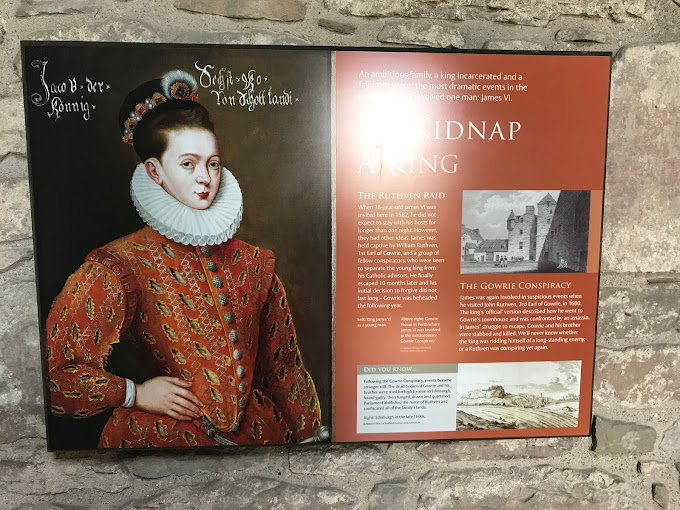 Jacob · der · Sechst · So ·
König · Von Schottlandt ·
An ambitious family, a king incarcerated and a
the most dramatic events in the
involved one man: James VI.
KIDNAP
A KING
THE RUTHVEN RAID
When 16-year-old James VI was
invited here in 1582, he did not
expect to stay with his hosts for
longer than one night. However,
they had other ideas. James was
held captive by William Ruthven,
1st Earl of Gowrie, and a group of
fellow conspirators, who were keen
to separate the young king from
his Catholic advisors. He finally
escaped 10 months later and his
initial decision to forgive did not
last long – Gowrie was beheaded
the following year.
Left: King James VI
as a young man.
Above right: Gowrie
House in Perth where
James VI was involved
in the extraordinary
Gowrie Conspiracy.
THE GOWRIE CONSPIRACY
James was again involved in suspicious events when
he visited John Ruthven, 3rd Earl of Gowrie, in 1600.
The king's 'official' version described how he went to
Gowrie's townhouse and was confronted by an assassin.
In James' struggle to escape, Gowrie and his brother
were stabbed and killed. We'll never know whether
the king was ridding himself of a long-standing enemy,
or a Ruthven was conspiring yet again.
DID YOU KNOW...
Following the Gowrie Conspiracy, events become
stranger still. The dead bodies of Gowrie and his
brother were tried for high treason in Edinburgh,
found guilty, then hanged, drawn and quartered.
Parliament abolished the name of Ruthven and
confiscated all of the family's lands.
Right: Edinburgh in the late 1600s.